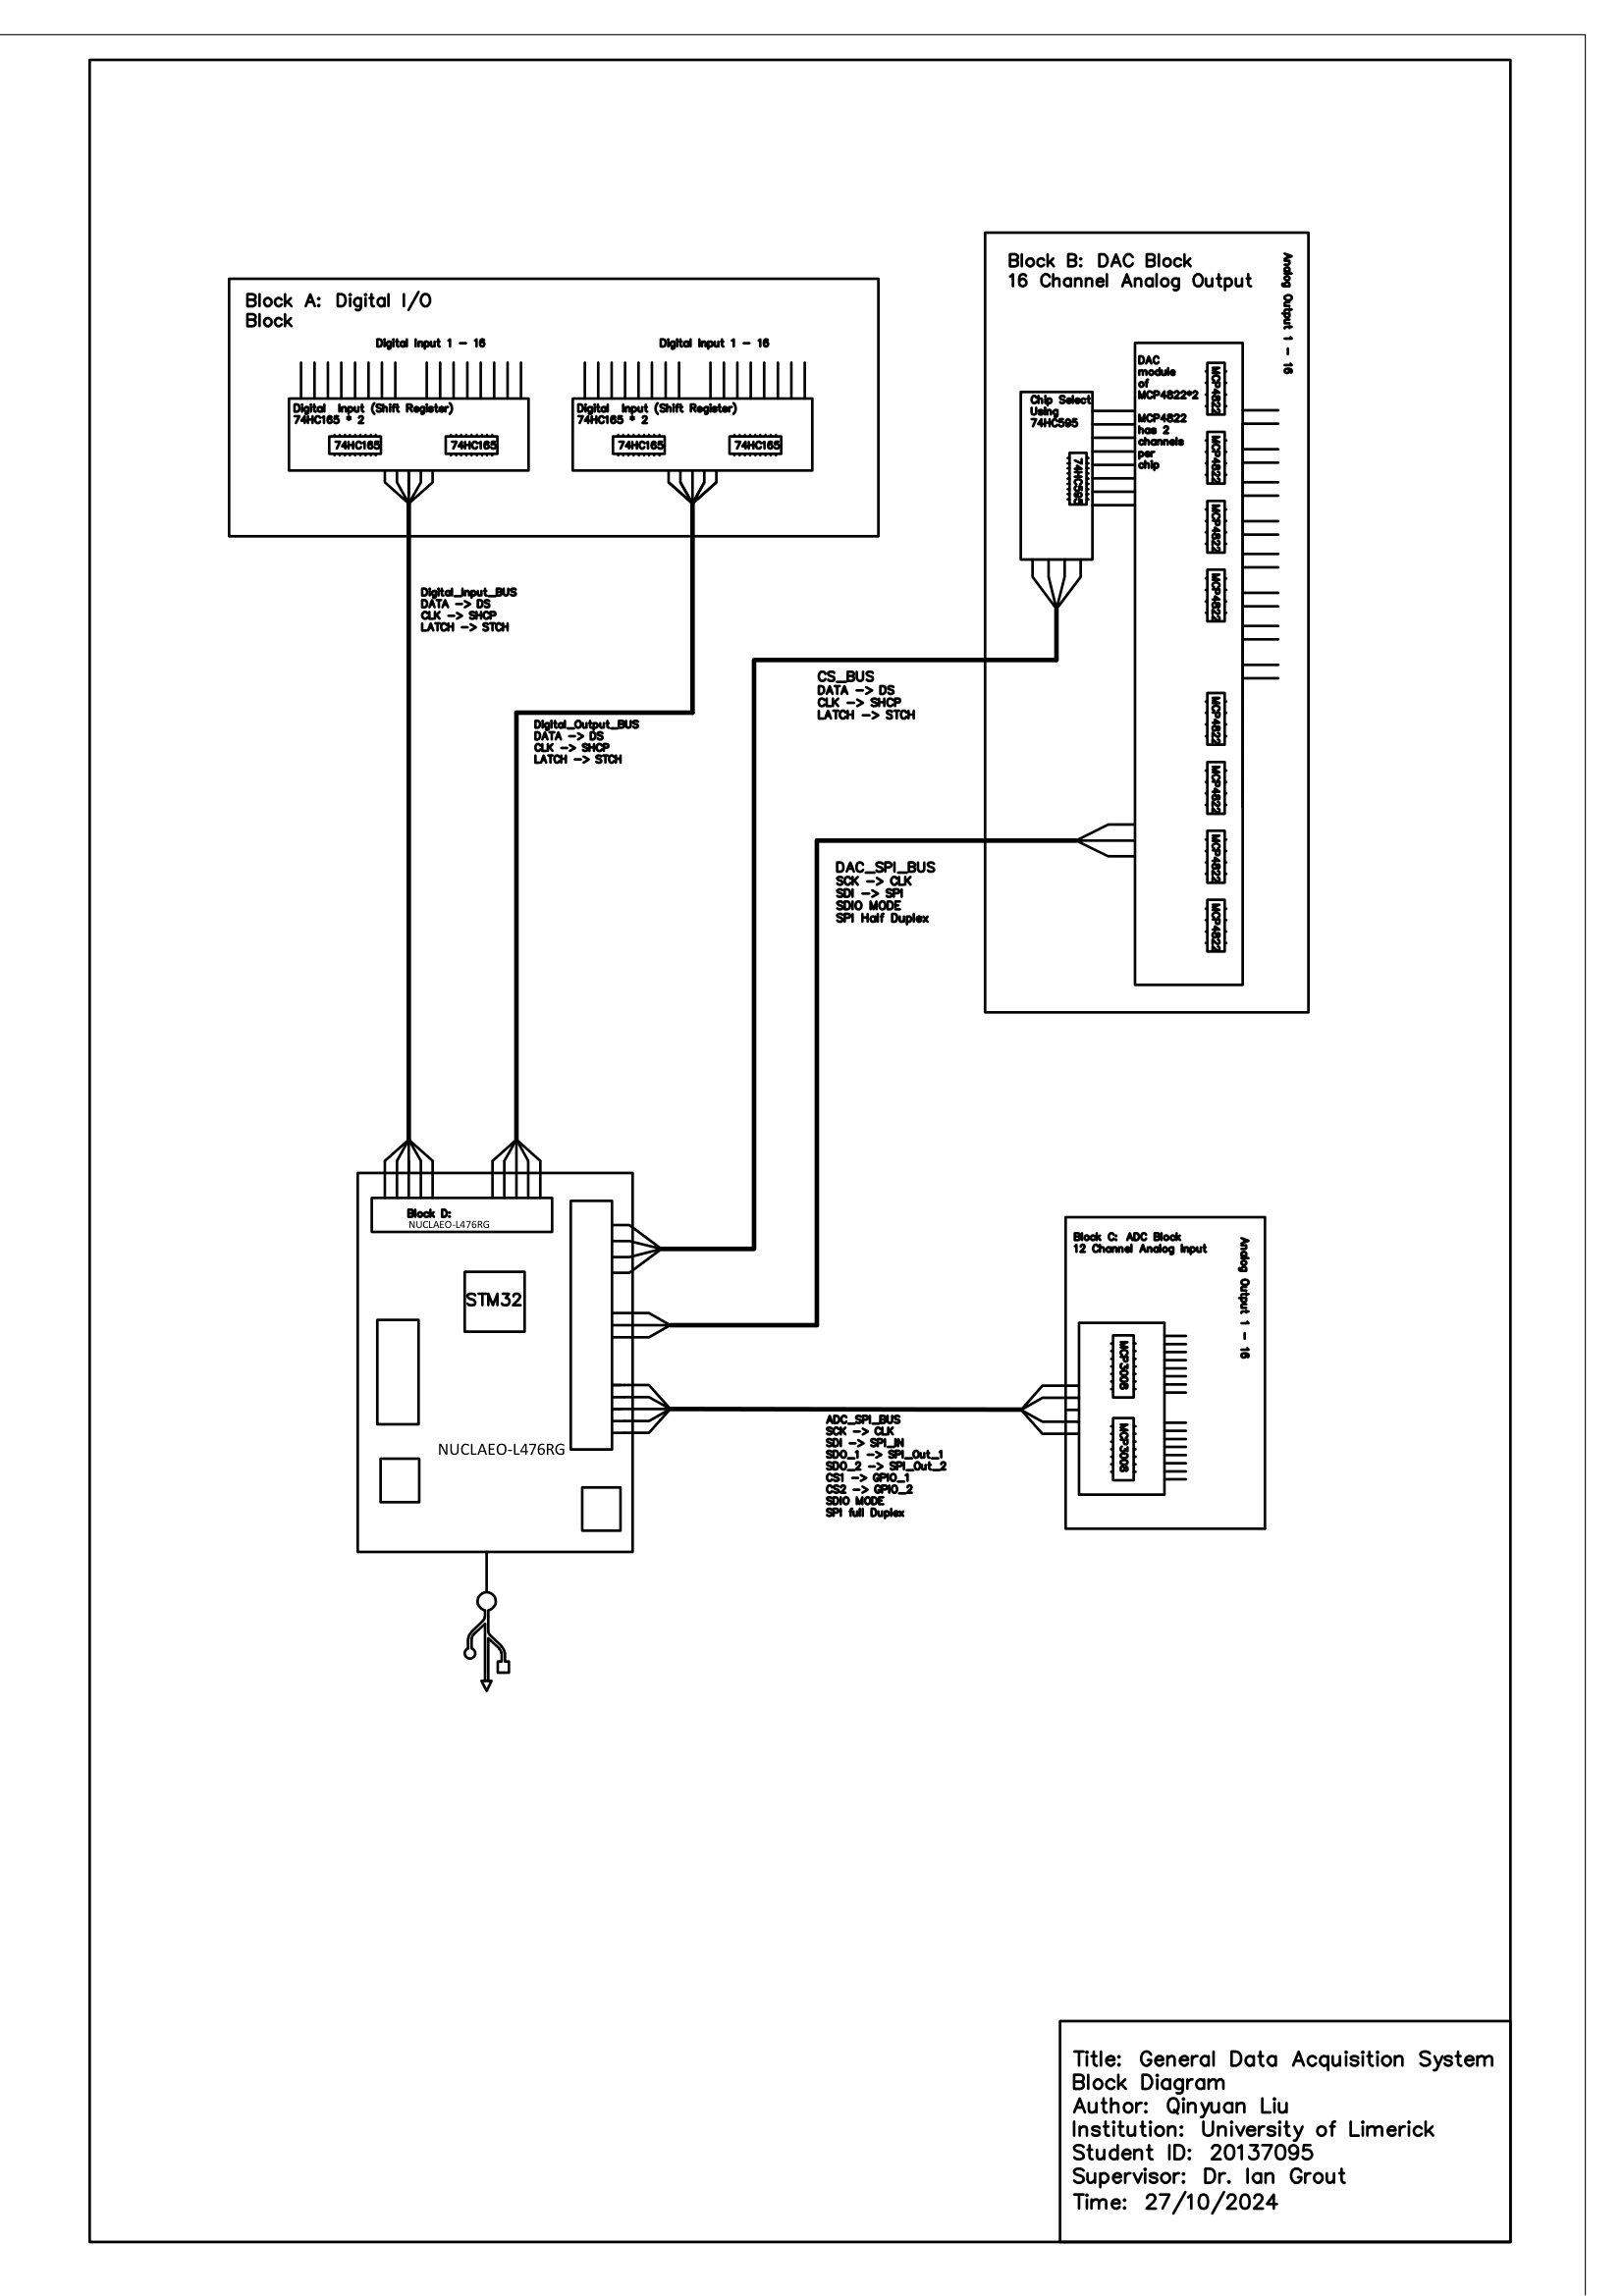 Block A: Digital I/O
Block
Digital Input 1 - 16
Digital Input (Shift Register)
74HC165 * 2
74HC165
74HC165
Digital Input 1 - 16
Digital Input (Shift Register)
74HC165 * 2
74HC165
74HC165
Block B: DAC Block
16 Channel Analog Output
Analog Output 1 - 16
Chip Select
Using
74HC595
74HC595
DAC
module
of
MCP4822*2
MCP4822
has 2
channels
per
chip
MCP4822
MCP4822
MCP4822
MCP4822
MCP4822
MCP4822
MCP4822
MCP4822
Digital_Input_BUS
DATA -> DS
CLK -> SHCP
LATCH -> STCH
Digital_Output_BUS
DATA -> DS
CLK -> SHCP
LATCH -> STCH
CS_BUS
DATA -> DS
CLK -> SHCP
LATCH -> STCH
DAC_SPI_BUS
SCK -> CLK
SDI -> SPI
SDIO MODE
SPI Half Duplex
Block D:
NUCLAEO-L476RG
STM32
NUCLAEO-L476RG
Block C: ADC Block
12 Channel Analog Input
Analog Output 1 - 16
MCP3008
MCP3008
ADC_SPI_BUS
SCK -> CLK
SDI -> SPI_IN
SDO_1 -> SPI_Out_1
SDO_2 -> SPI_Out_2
CS1 -> GPIO_1
CS2 -> GPIO_2
SDIO MODE
SPI full Duplex
Title: General Data Acquisition System
Block Diagram
Author: Qinyuan Liu
Institution: University of Limerick
Student ID: 20137095
Supervisor: Dr. Ian Grout
Time: 27/10/2024